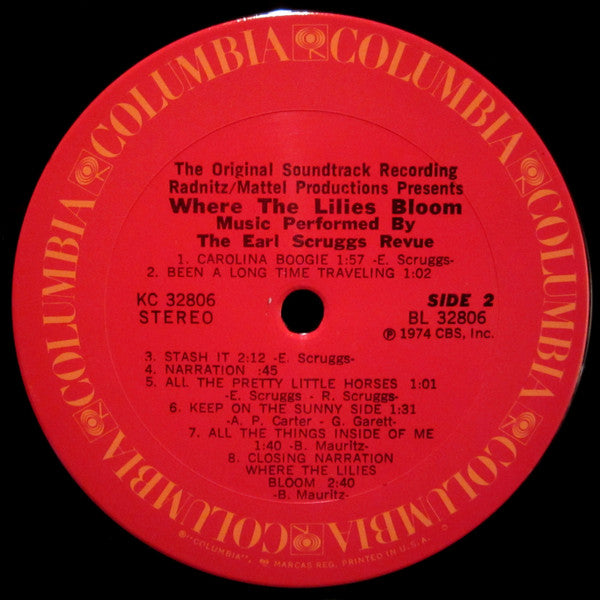 COLUMBIA COLUMBIA COLUMBIA COLUMBIA COLUMBIA COLUMBIA
The Original Soundtrack Recording
Radnitz/Mattel Productions Presents
Where The Lilies Bloom
Music Performed By
The Earl Scruggs Revue
1. CAROLINA BOOGIE 1:57 -E. Scruggs-
2. BEEN A LONG TIME TRAVELING 1:02
KC 32806
STEREO
SIDE 2
BL 32806
℗ 1974 CBS, Inc.
3. STASH IT 2:12 -E. Scruggs-
4. NARRATION :45
5. ALL THE PRETTY LITTLE HORSES 1:01
-E. Scruggs - R. Scruggs-
6. KEEP ON THE SUNNY SIDE 1:31
-A. P. Carter - G. Garett-
7. ALL THE THINGS INSIDE OF ME
1:40 -B. Mauritz-
8. CLOSING NARRATION
WHERE THE LILIES
BLOOM 2:40
-B. Mauritz-
® "COLUMBIA", MARCAS REG. PRINTED IN U.S.A.